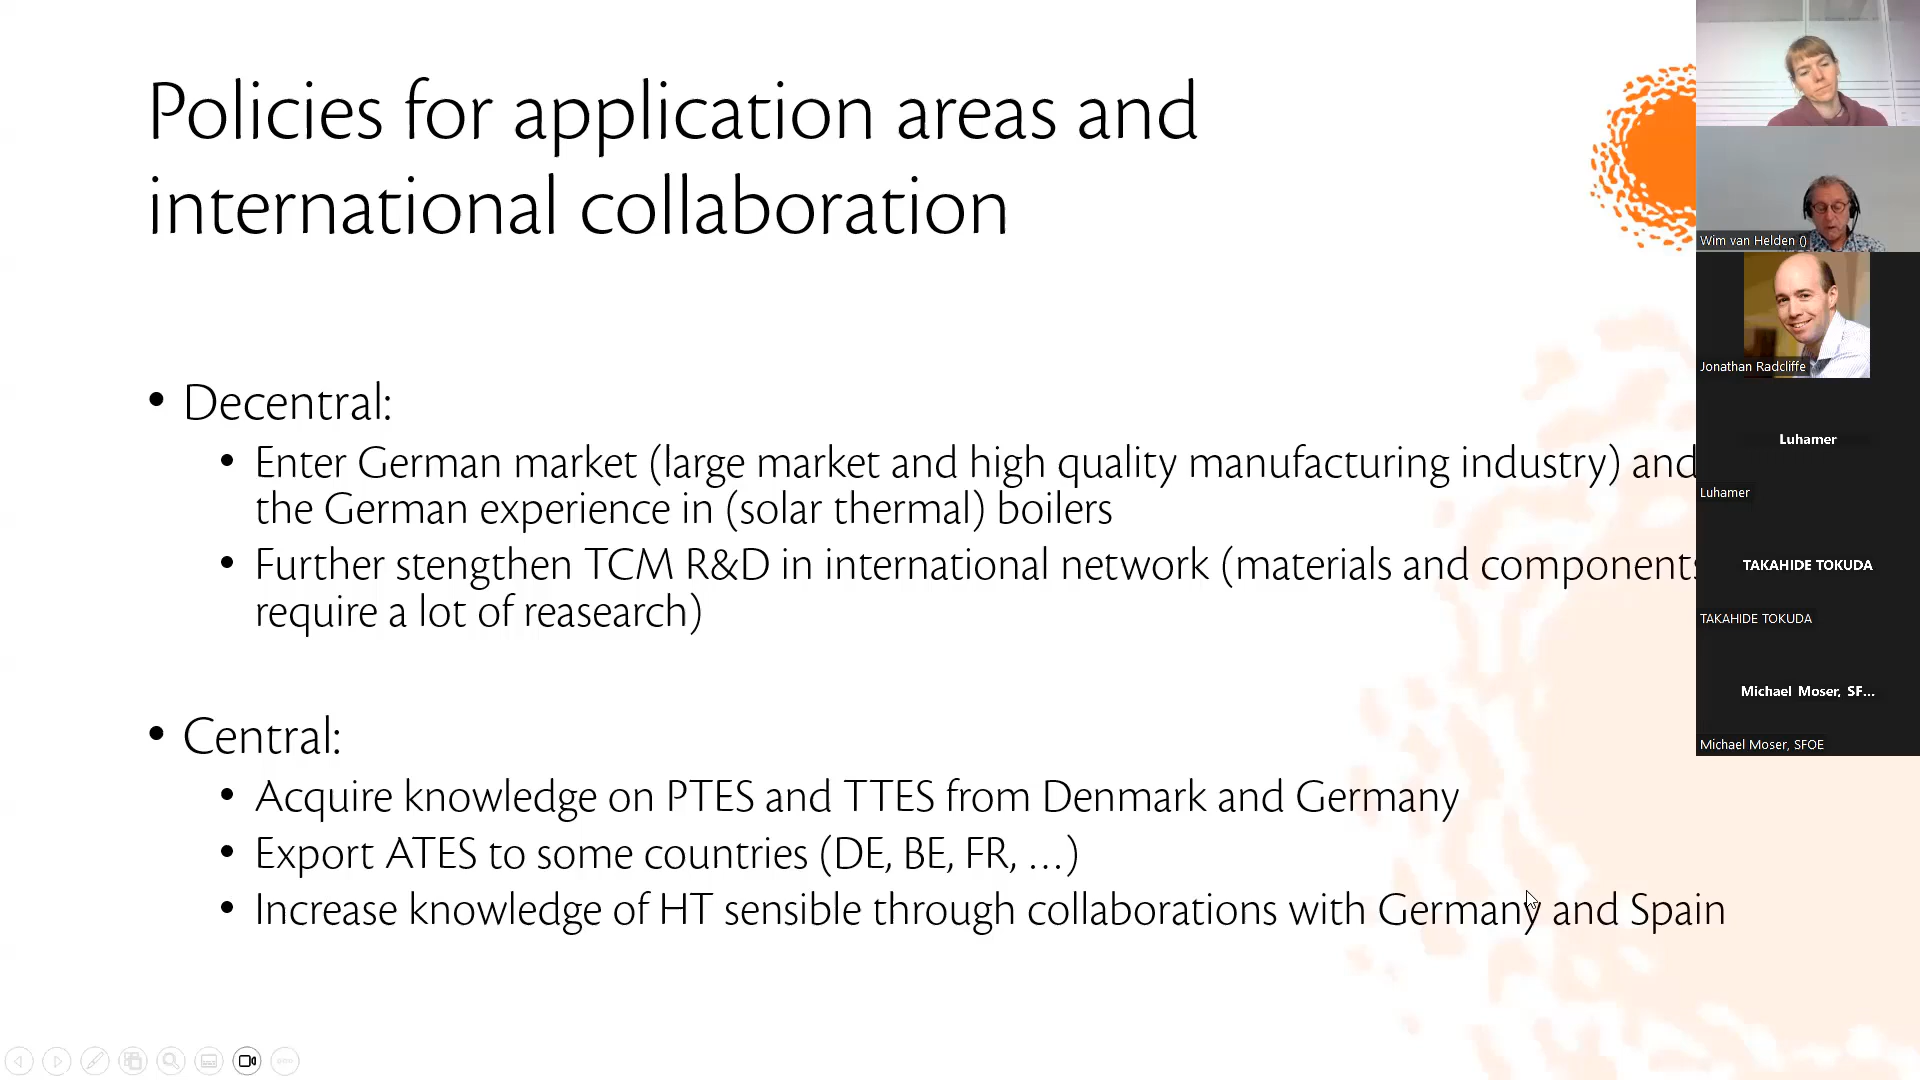 Policies for application areas and
international collaboration
• Decentral:
• Enter German market (large market and high quality manufacturing industry) and
the German experience in (solar thermal) boilers
• Further stengthen TCM R&D in international network (materials and components
require a lot of reasearch)
• Central:
• Acquire knowledge on PTES and TTES from Denmark and Germany
• Export ATES to some countries (DE, BE, FR, ...)
• Increase knowledge of HT sensible through collaborations with Germany and Spain
Wim van Helden ()
Jonathan Radcliffe
Luhamer
Luhamer
TAKAHIDE TOKUDA
TAKAHIDE TOKUDA
Michael Moser, SF...
Michael Moser, SFOE